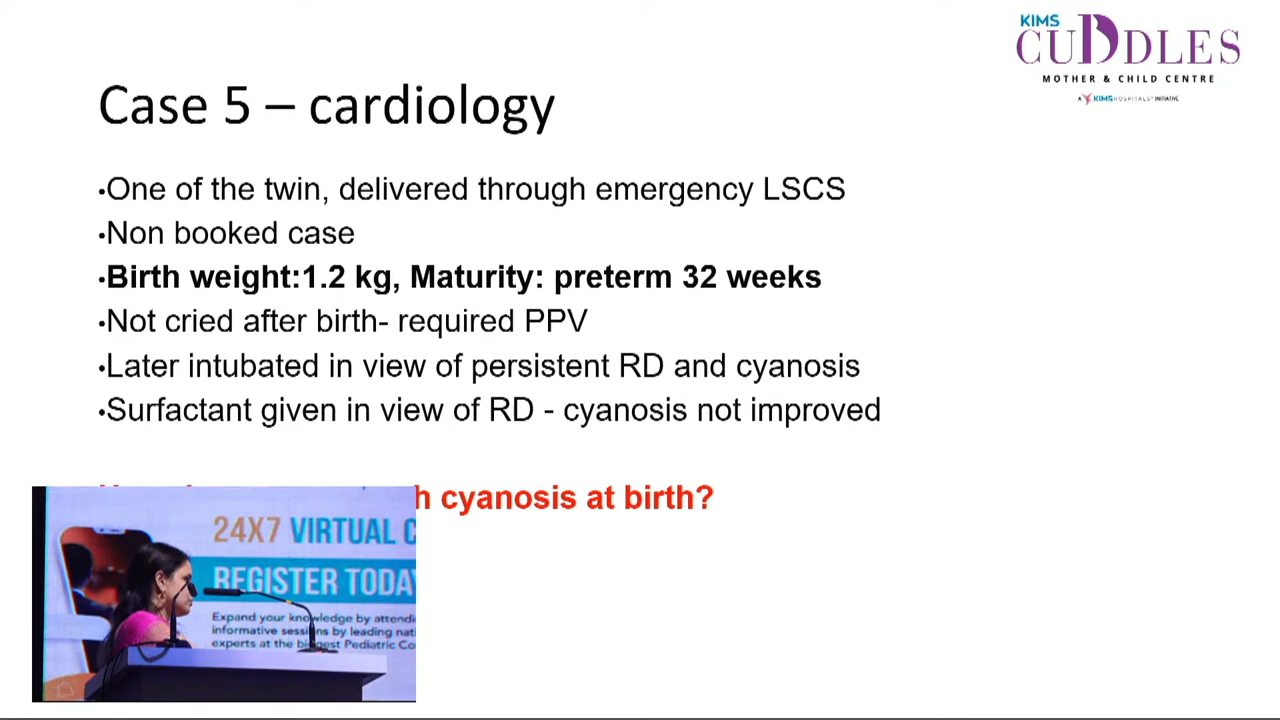 KIMS
CUDDLES
MOTHER & CHILD CENTRE
A KIMS HOSPITALS INITIATIVE
Case 5 – cardiology
•One of the twin, delivered through emergency LSCS
•Non booked case
•Birth weight:1.2 kg, Maturity: preterm 32 weeks
•Not cried after birth- required PPV
•Later intubated in view of persistent RD and cyanosis
•Surfactant given in view of RD - cyanosis not improved
cyanosis at birth?
24X7 VIRTUAL
REGISTER TODAY
Expand your knowledge by
informative sessions by leading
experts at the biggest Pediatric